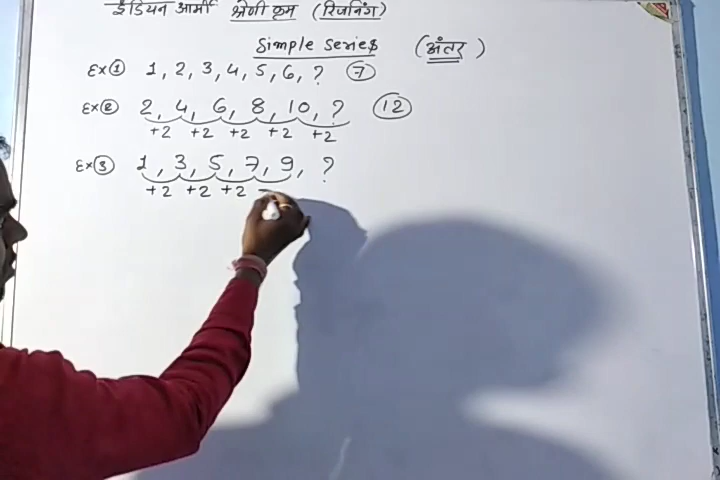 इंडियन आर्मी श्रेणी क्रम (रिजनिंग)
Simple Series (अंतर)
Ex① 1, 2, 3, 4, 5, 6, ? ⑦
Ex② 2, 4, 6, 8, 10, ? ⑫
+2 +2 +2 +2 +2
Ex③ 1, 3, 5, 7, 9, ?
+2 +2 +2